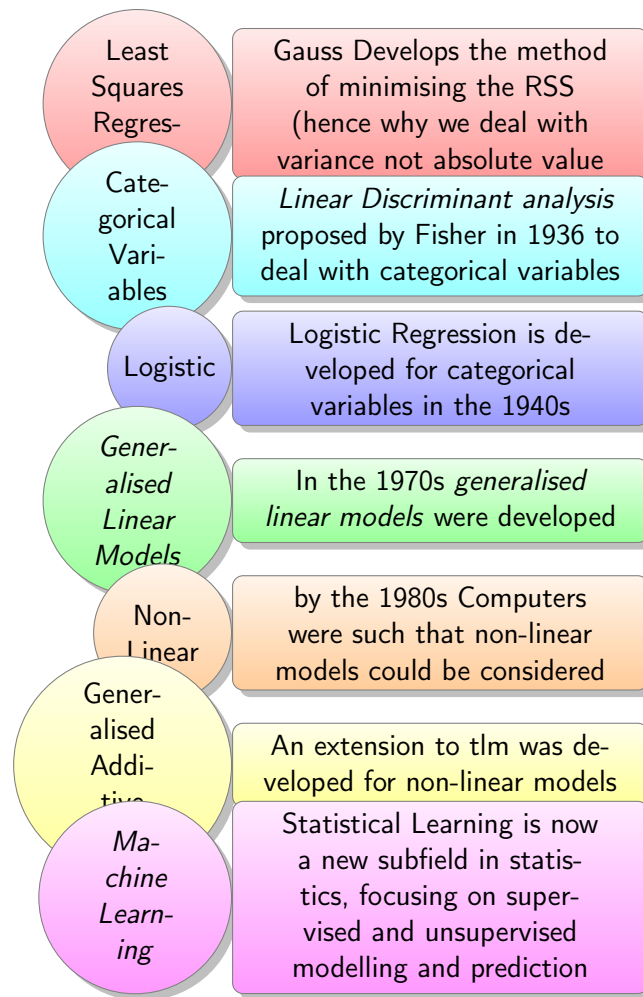 Least
Squares
Regres-
Gauss Develops the method
of minimising the RSS
(hence why we deal with
variance not absolute value
Cate-
gorical
Vari-
ables
Linear Discriminant analysis
proposed by Fisher in 1936 to
deal with categorical variables
Logistic
Logistic Regression is de-
veloped for categorical
variables in the 1940s
Gener-
alised
Linear
Models
In the 1970s generalised
linear models were developed
Non-
Linear
by the 1980s Computers
were such that non-linear
models could be considered
Gener-
alised
Addi-
tive
An extension to tlm was de-
veloped for non-linear models
Ma-
chine
Learn-
ing
Statistical Learning is now
a new subfield in statis-
tics, focusing on super-
vised and unsupervised
modelling and prediction